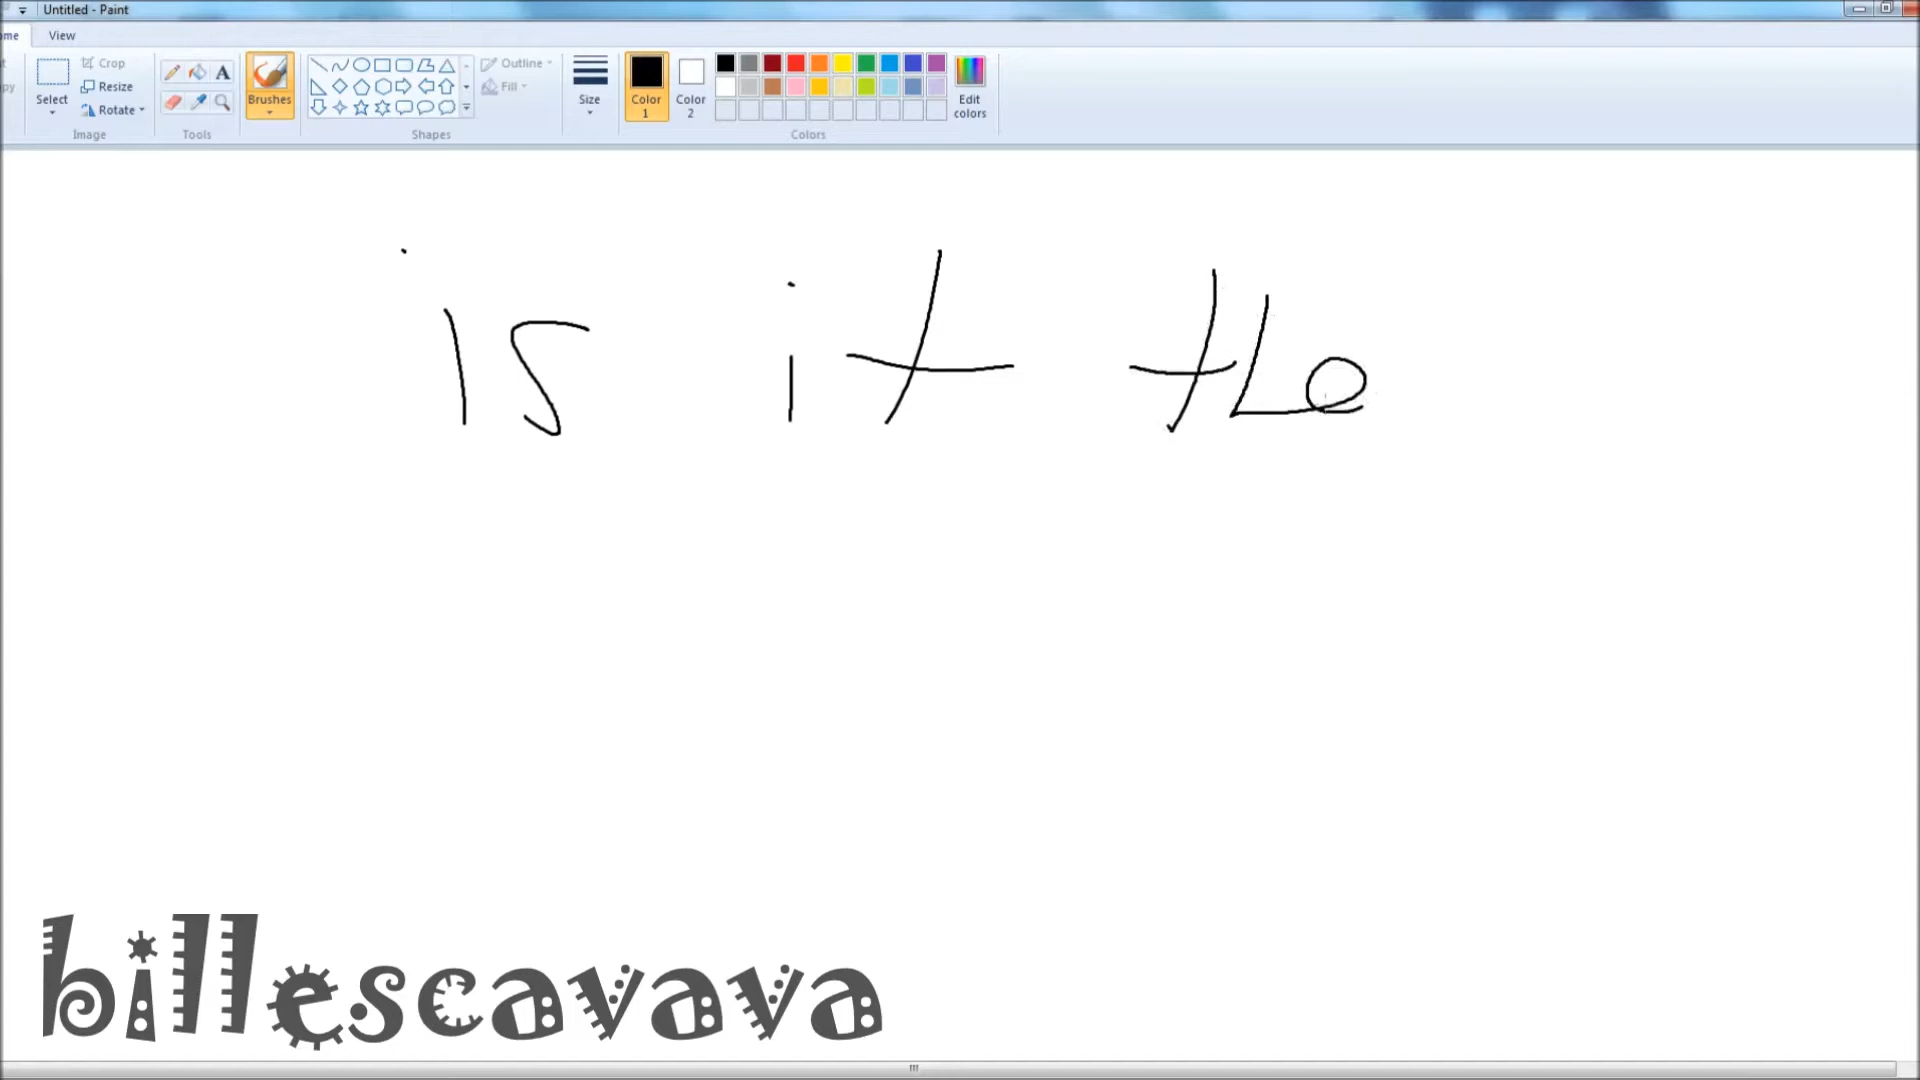 Untitled - Paint
ome View
Select
Crop
Resize
Rotate
Image
Tools
Brushes
Shapes
Outline
Fill
Size
Color 1
Color 2
Edit colors
Colors
is it the
billescavava